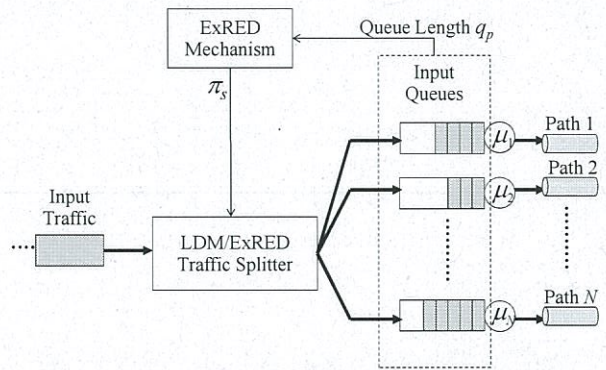 ExRED
Mechanism
Queue Length q_p
π_s
Input
Queues
Path 1
μ_1
Path 2
μ_2
Input
Traffic
LDM/ExRED
Traffic Splitter
Path N
μ_N